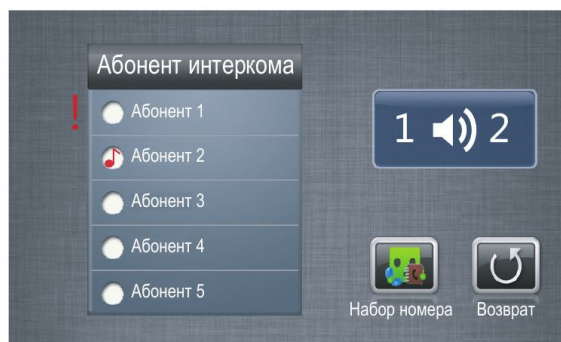 Абонент интеркома
!
Абонент 1
Абонент 2
Абонент 3
Абонент 4
Абонент 5
1 2
Набор номера
Возврат